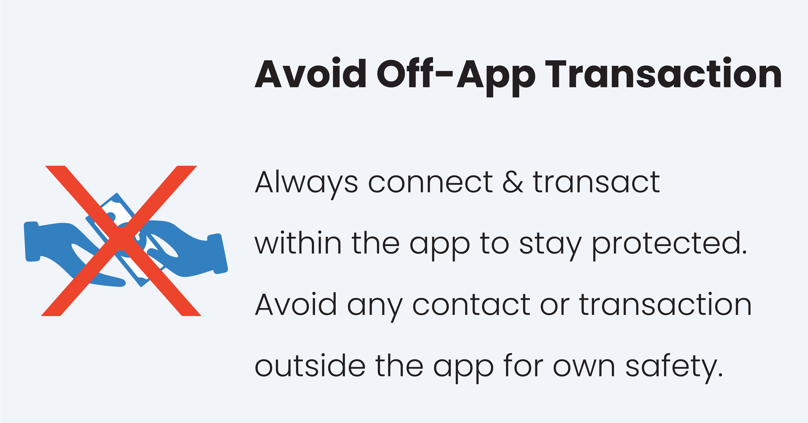 Avoid Off-App Transaction
Always connect & transact
within the app to stay protected.
Avoid any contact or transaction
outside the app for own safety.